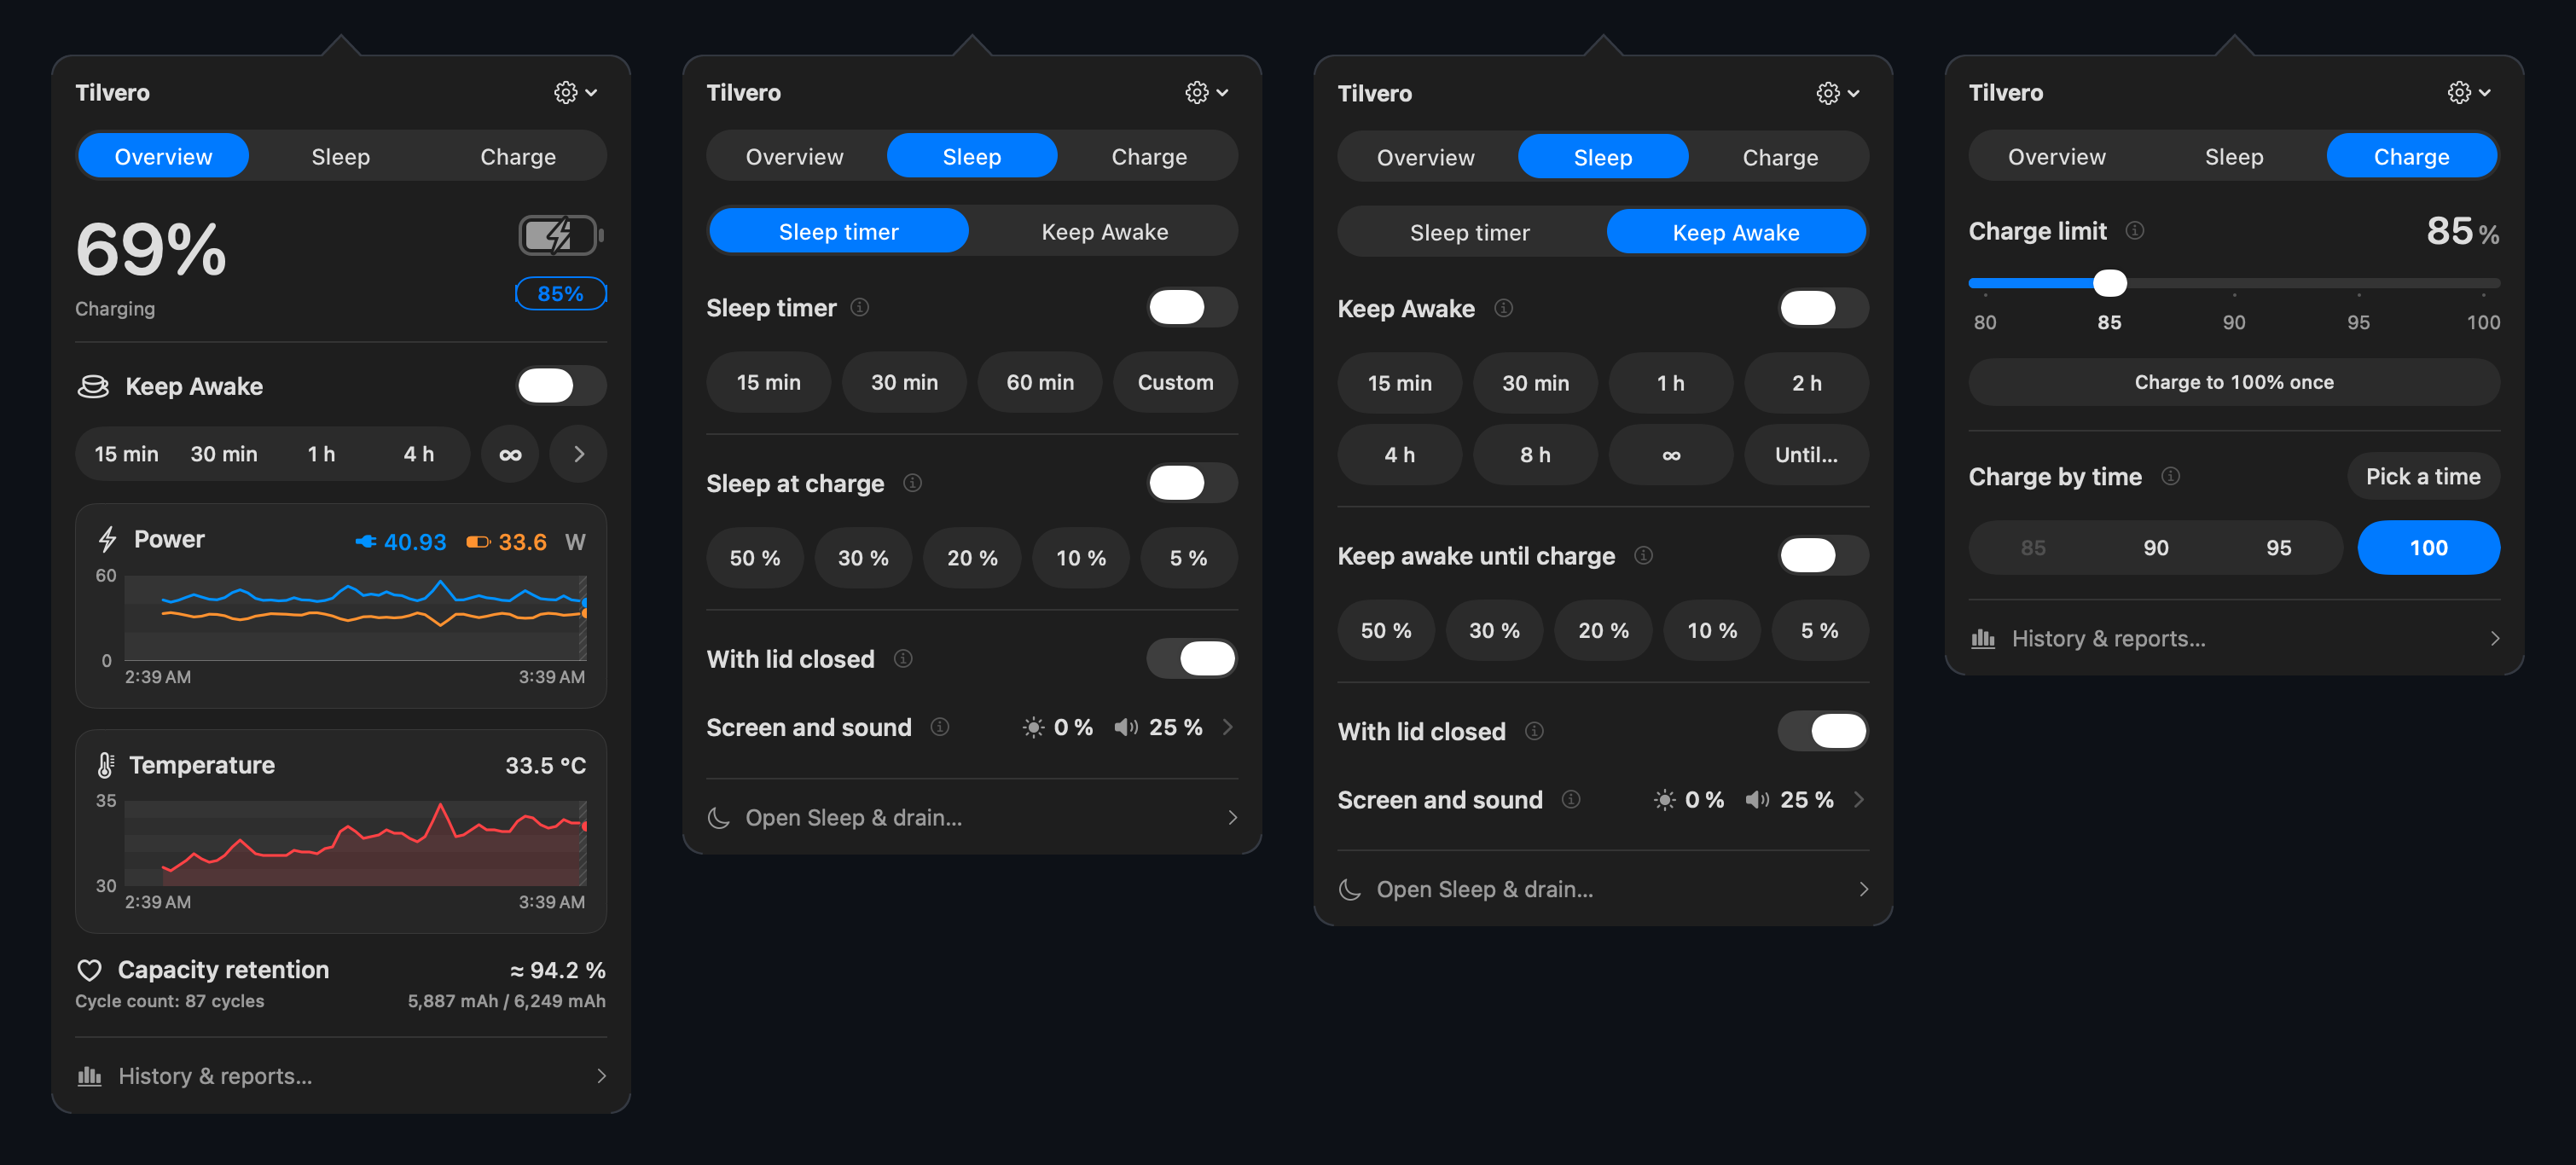 Tilvero
Overview Sleep Charge
69%
85%
Charging
Keep Awake
15 min 30 min 1 h 4 h ∞
Power 40.93 33.6 W
60
0
2:39 AM 3:39 AM
Temperature 33.5 °C
35
30
2:39 AM 3:39 AM
Capacity retention ≈ 94.2 %
Cycle count: 87 cycles 5,887 mAh / 6,249 mAh
History & reports...
Tilvero
Overview Sleep Charge
Sleep timer Keep Awake
Sleep timer
15 min 30 min 60 min Custom
Sleep at charge
50 % 30 % 20 % 10 % 5 %
With lid closed
Screen and sound 0 % 25 %
Open Sleep & drain...
Tilvero
Overview Sleep Charge
Sleep timer Keep Awake
Keep Awake
15 min 30 min 1 h 2 h
4 h 8 h ∞ Until...
Keep awake until charge
50 % 30 % 20 % 10 % 5 %
With lid closed
Screen and sound 0 % 25 %
Open Sleep & drain...
Tilvero
Overview Sleep Charge
Charge limit 85 %
80 85 90 95 100
Charge to 100% once
Charge by time Pick a time
85 90 95 100
History & reports...